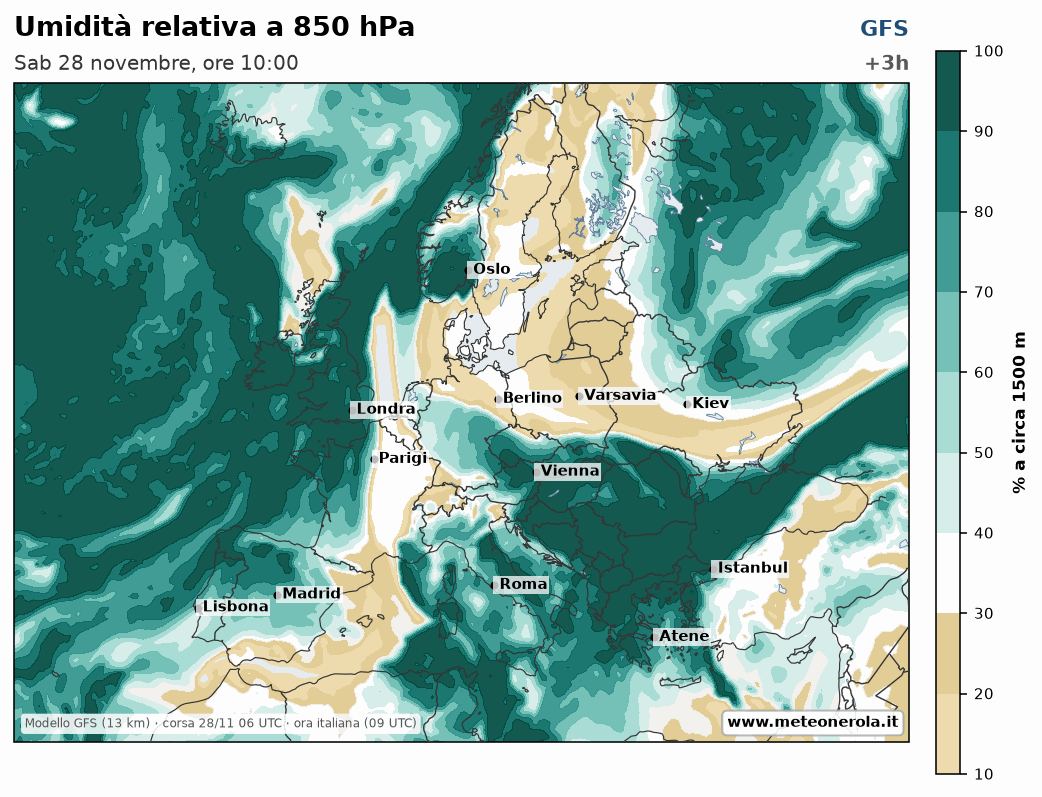 Umidità relativa a 850 hPa
GFS
Sab 28 novembre, ore 10:00
+3h
100
90
80
70
60
50
40
30
20
10
% a circa 1500 m
Oslo
Berlino
Varsavia
Kiev
Londra
Parigi
Vienna
Istanbul
Roma
Madrid
Lisbona
Atene
Modello GFS (13 km) · corsa 28/11 06 UTC · ora italiana (09 UTC)
www.meteonerola.it